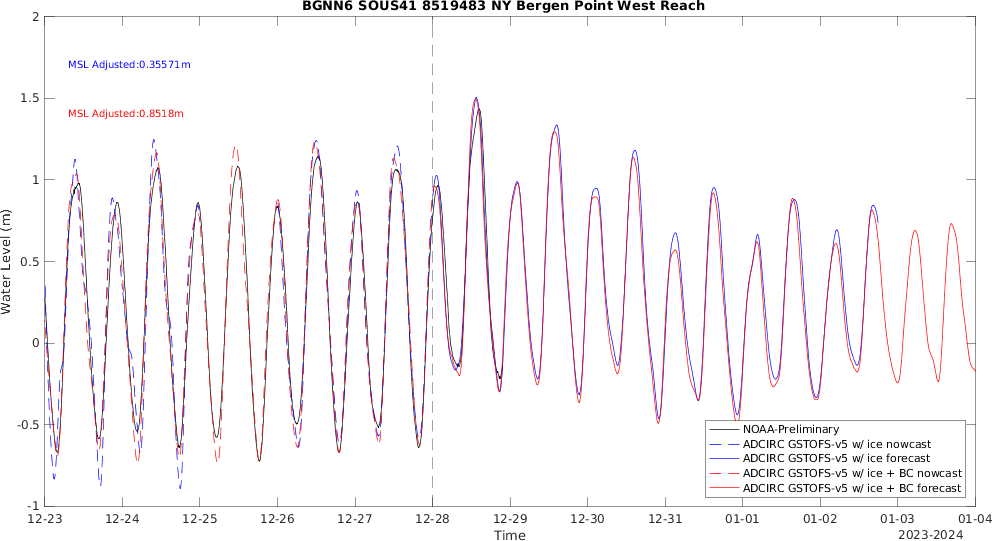 BGNN6 SOUS41 8519483 NY Bergen Point West Reach
2
MSL Adjusted:0.35571m
1.5
MSL Adjusted:0.8518m
1
0.5
Water Level (m)
0
-0.5
NOAA-Preliminary
ADCIRC GSTOFS-v5 w/ ice nowcast
ADCIRC GSTOFS-v5 w/ ice forecast
ADCIRC GSTOFS-v5 w/ ice + BC nowcast
ADCIRC GSTOFS-v5 w/ ice + BC forecast
-1
12-23 12-24 12-25 12-26 12-27 12-28 12-29 12-30 12-31 01-01 01-02 01-03 01-04
Time
2023-2024